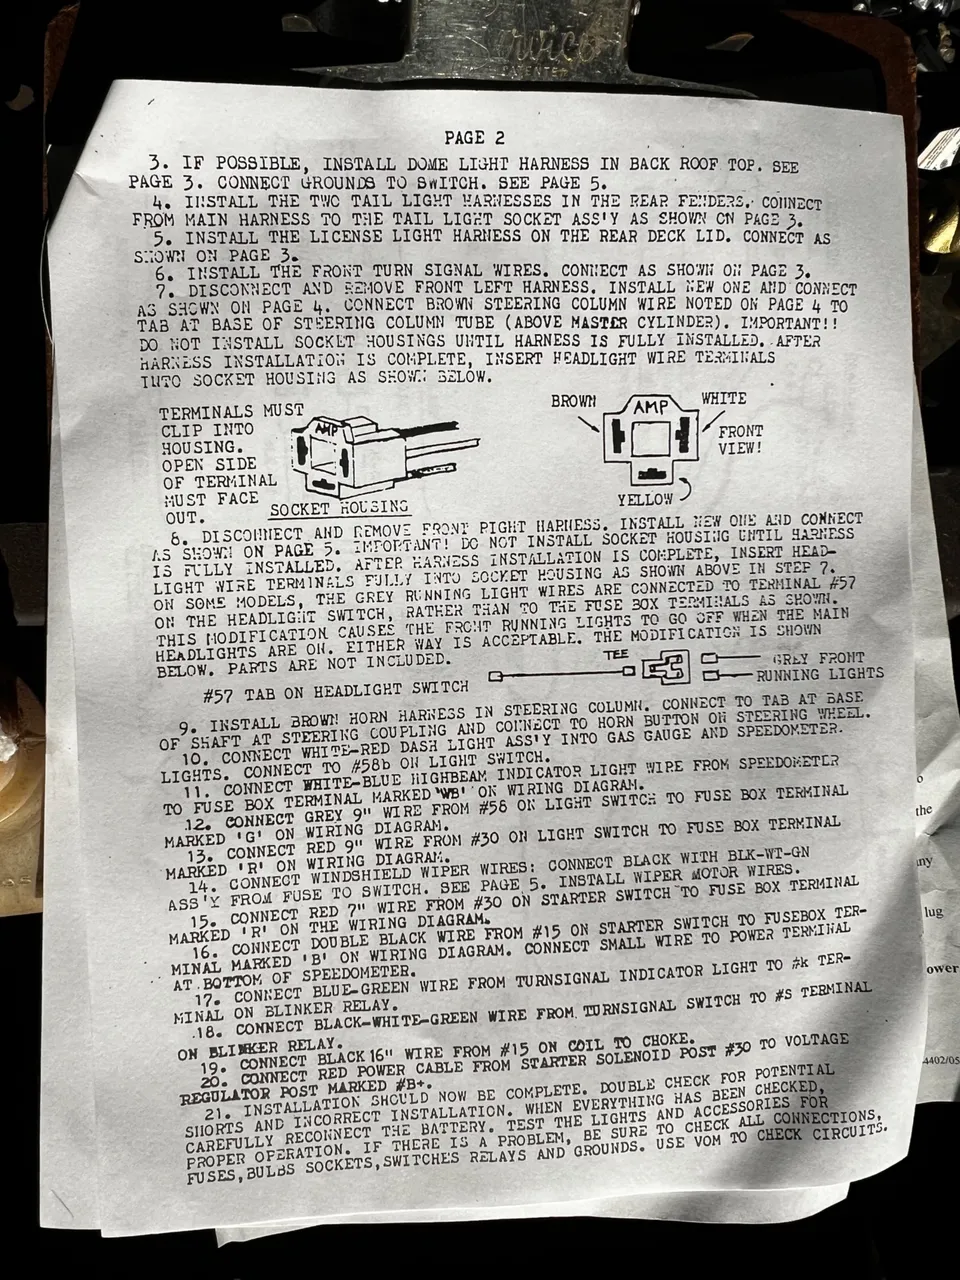 Service
PATENTED
PAGE 2
3. IF POSSIBLE, INSTALL DOME LIGHT HARNESS IN BACK ROOF TOP. SEE
PAGE 3. CONNECT GROUNDS TO SWITCH. SEE PAGE 5.
4. INSTALL THE TWO TAIL LIGHT HARNESSES IN THE REAR FENDERS. CONNECT
FROM MAIN HARNESS TO THE TAIL LIGHT SOCKET ASS'Y AS SHOWN ON PAGE 3.
5. INSTALL THE LICENSE LIGHT HARNESS ON THE REAR DECK LID. CONNECT AS
SHOWN ON PAGE 3.
6. INSTALL THE FRONT TURN SIGNAL WIRES. CONNECT AS SHOWN ON PAGE 3.
7. DISCONNECT AND REMOVE FRONT LEFT HARNESS. INSTALL NEW ONE AND CONNECT
AS SHOWN ON PAGE 4. CONNECT BROWN STEERING COLUMN WIRE NOTED ON PAGE 4 TO
TAB AT BASE OF STEERING COLUMN TUBE (ABOVE MASTER CYLINDER). IMPORTANT!!
DO NOT INSTALL SOCKET HOUSINGS UNTIL HARNESS IS FULLY INSTALLED. AFTER
HARNESS INSTALLATION IS COMPLETE, INSERT HEADLIGHT WIRE TERMINALS
INTO SOCKET HOUSING AS SHOWN BELOW.
TERMINALS MUST
CLIP INTO
HOUSING.
OPEN SIDE
OF TERMINAL
MUST FACE
OUT.
AMP
SOCKET HOUSING
BROWN
AMP
WHITE
FRONT
VIEW!
YELLOW
8. DISCONNECT AND REMOVE FRONT RIGHT HARNESS. INSTALL NEW ONE AND CONNECT
AS SHOWN ON PAGE 5. IMPORTANT! DO NOT INSTALL SOCKET HOUSING UNTIL HARNESS
IS FULLY INSTALLED. AFTER HARNESS INSTALLATION IS COMPLETE, INSERT HEAD-
LIGHT WIRE TERMINALS FULLY INTO SOCKET HOUSING AS SHOWN ABOVE IN STEP 7.
ON SOME MODELS, THE GREY RUNNING LIGHT WIRES ARE CONNECTED TO TERMINAL #57
ON THE HEADLIGHT SWITCH, RATHER THAN TO THE FUSE BOX TERMINALS AS SHOWN.
THIS MODIFICATION CAUSES THE FRONT RUNNING LIGHTS TO GO OFF WHEN THE MAIN
HEADLIGHTS ARE ON. EITHER WAY IS ACCEPTABLE. THE MODIFICATION IS SHOWN
BELOW. PARTS ARE NOT INCLUDED.
TEE
GREY FRONT
RUNNING LIGHTS
#57 TAB ON HEADLIGHT SWITCH
9. INSTALL BROWN HORN HARNESS IN STEERING COLUMN. CONNECT TO TAB AT BASE
OF SHAFT AT STEERING COUPLING AND CONNECT TO HORN BUTTON ON STEERING WHEEL.
10. CONNECT WHITE-RED DASH LIGHT ASS'Y INTO GAS GAUGE AND SPEEDOMETER.
LIGHTS. CONNECT TO #58b ON LIGHT SWITCH.
11. CONNECT WHITE-BLUE HIGHBEAM INDICATOR LIGHT WIRE FROM SPEEDOMETER
TO FUSE BOX TERMINAL MARKED 'WB' ON WIRING DIAGRAM.
12. CONNECT GREY 9" WIRE FROM #58 ON LIGHT SWITCH TO FUSE BOX TERMINAL
MARKED 'G' ON WIRING DIAGRAM.
13. CONNECT RED 9" WIRE FROM #30 ON LIGHT SWITCH TO FUSE BOX TERMINAL
MARKED 'R' ON WIRING DIAGRAM.
14. CONNECT WINDSHIELD WIPER WIRES: CONNECT BLACK WITH BLK-WT-GN
ASS'Y FROM FUSE TO SWITCH. SEE PAGE 5. INSTALL WIPER MOTOR WIRES.
15. CONNECT RED 7" WIRE FROM #30 ON STARTER SWITCH TO FUSE BOX TERMINAL
MARKED 'R' ON THE WIRING DIAGRAM.
16. CONNECT DOUBLE BLACK WIRE FROM #15 ON STARTER SWITCH TO FUSEBOX TER-
MINAL MARKED 'B' ON WIRING DIAGRAM. CONNECT SMALL WIRE TO POWER TERMINAL
AT BOTTOM OF SPEEDOMETER.
17. CONNECT BLUE-GREEN WIRE FROM TURNSIGNAL INDICATOR LIGHT TO #k TER-
MINAL ON BLINKER RELAY.
18. CONNECT BLACK-WHITE-GREEN WIRE FROM TURNSIGNAL SWITCH TO #S TERMINAL
ON BLINKER RELAY.
19. CONNECT BLACK 16" WIRE FROM #15 ON COIL TO CHOKE.
20. CONNECT RED POWER CABLE FROM STARTER SOLENOID POST #30 TO VOLTAGE
REGULATOR POST MARKED #B+.
21. INSTALLATION SHOULD NOW BE COMPLETE. DOUBLE CHECK FOR POTENTIAL
SHORTS AND INCORRECT INSTALLATION. WHEN EVERYTHING HAS BEEN CHECKED,
CAREFULLY RECONNECT THE BATTERY. TEST THE LIGHTS AND ACCESSORIES FOR
PROPER OPERATION. IF THERE IS A PROBLEM, BE SURE TO CHECK ALL CONNECTIONS,
FUSES, BULBS SOCKETS, SWITCHES RELAYS AND GROUNDS. USE VOM TO CHECK CIRCUITS.
the
lug
ower
4402/05